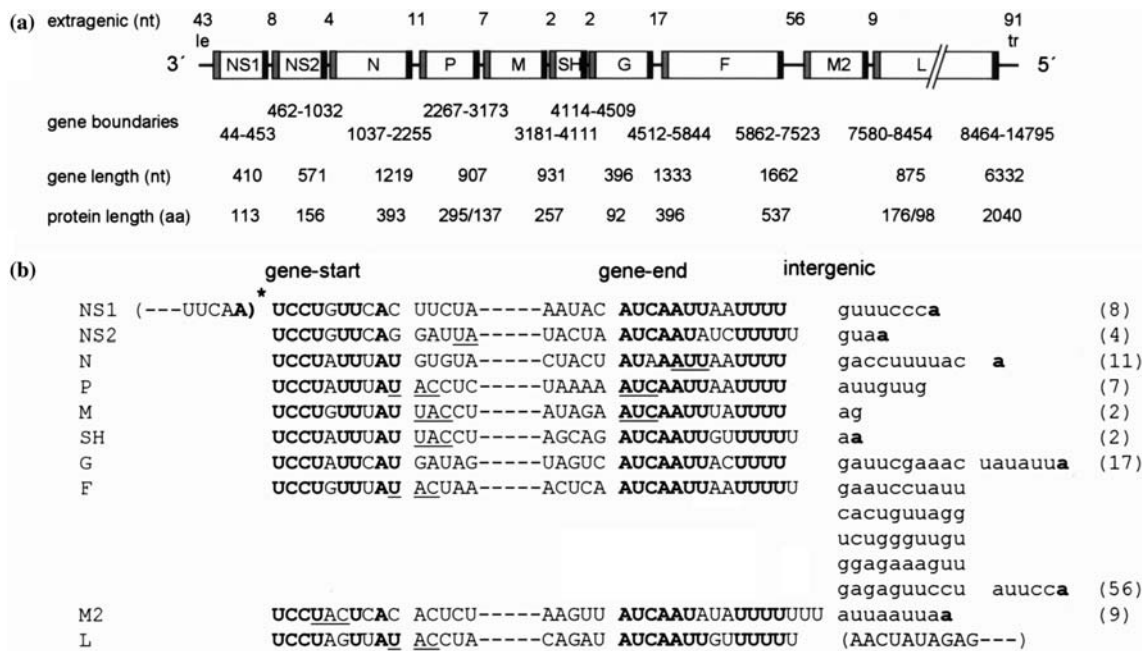 (a) extragenic (nt) 43 8 4 11 7 2 2 17 56 9 91
le tr
3´ NS1 NS2 N P M SH G F M2 L 5´
462-1032 2267-3173 4114-4509
gene boundaries
44-453 1037-2255 3181-4111 4512-5844 5862-7523 7580-8454 8464-14795
gene length (nt) 410 571 1219 907 931 396 1333 1662 875 6332
protein length (aa) 113 156 393 295/137 257 92 396 537 176/98 2040
(b) gene-start gene-end intergenic
NS1 (---UUCAA)* UCCUGUUCAC UUCUA-----AAUAC AUCAAUUAAUUUU guuuccca (8)
NS2 UCCUGUUCAG GAUUA-----UACUA AUCAAUAUCUUUUU guaa (4)
N UCCUAUUUAU GUGUA-----CUACU AUAAAUUAAUUUU gaccuuuuac a (11)
P UCCUAUUUAU ACCUC-----UAAAA AUCAAUUAAUUUU auuguug (7)
M UCCUGUUUAU UACCU-----AUAGA AUCAAUUUAUUUU ag (2)
SH UCCUAUUUAU UACCU-----AGCAG AUCAAUUGUUUUUU aa (2)
G UCCUAUUCAU GAUAG-----UAGUC AUCAAUUACUUUU gauucgaaac uauauua (17)
F UCCUGUUUAU ACUAA-----ACUCA AUCAAUUAAUUUUU gaauccuauu
cacuguuagg
ucuggguugu
ggagaaaguu
gagaguuccu auucca (56)
M2 UCCUACUCAC ACUCU-----AAGUU AUCAAUAUAUUUUUUU auuaauuaa (9)
L UCCUAGUUAU ACCUA-----CAGAU AUCAAUUGUUUUUU (AACUAUAGAG---)